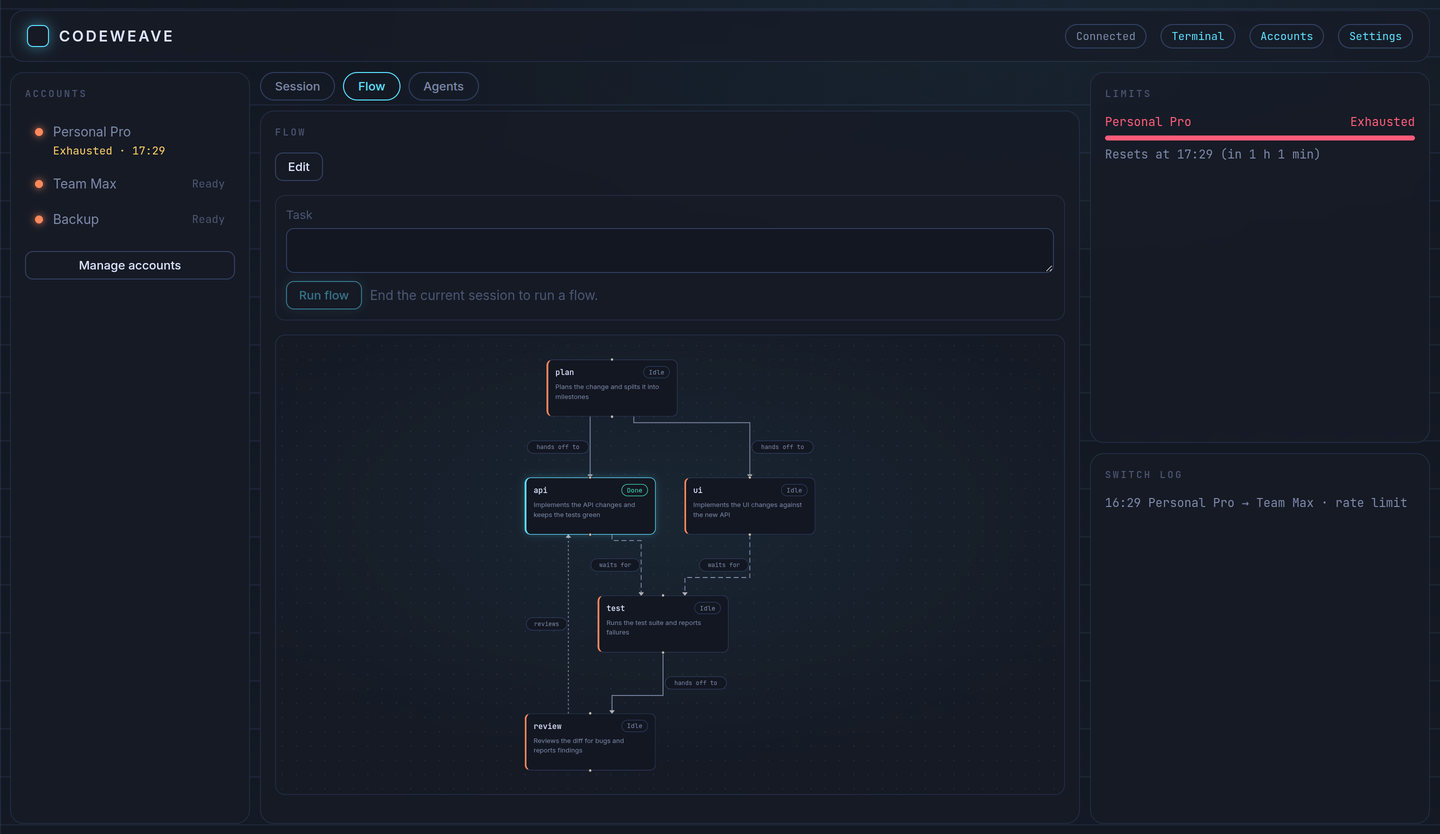 CODEWEAVE
Connected
Terminal
Accounts
Settings
ACCOUNTS
Personal Pro
Exhausted · 17:29
Team Max Ready
Backup Ready
Manage accounts
Session
Flow
Agents
FLOW
Edit
Task
Run flow
End the current session to run a flow.
plan Idle
Plans the change and splits it into
milestones
hands off to
hands off to
api Done
Implements the API changes and
keeps the tests green
ui Idle
Implements the UI changes against
the new API
waits for
waits for
test Idle
Runs the test suite and reports
failures
reviews
hands off to
review Idle
Reviews the diff for bugs and
reports findings
LIMITS
Personal Pro Exhausted
Resets at 17:29 (in 1 h 1 min)
SWITCH LOG
16:29 Personal Pro → Team Max · rate limit